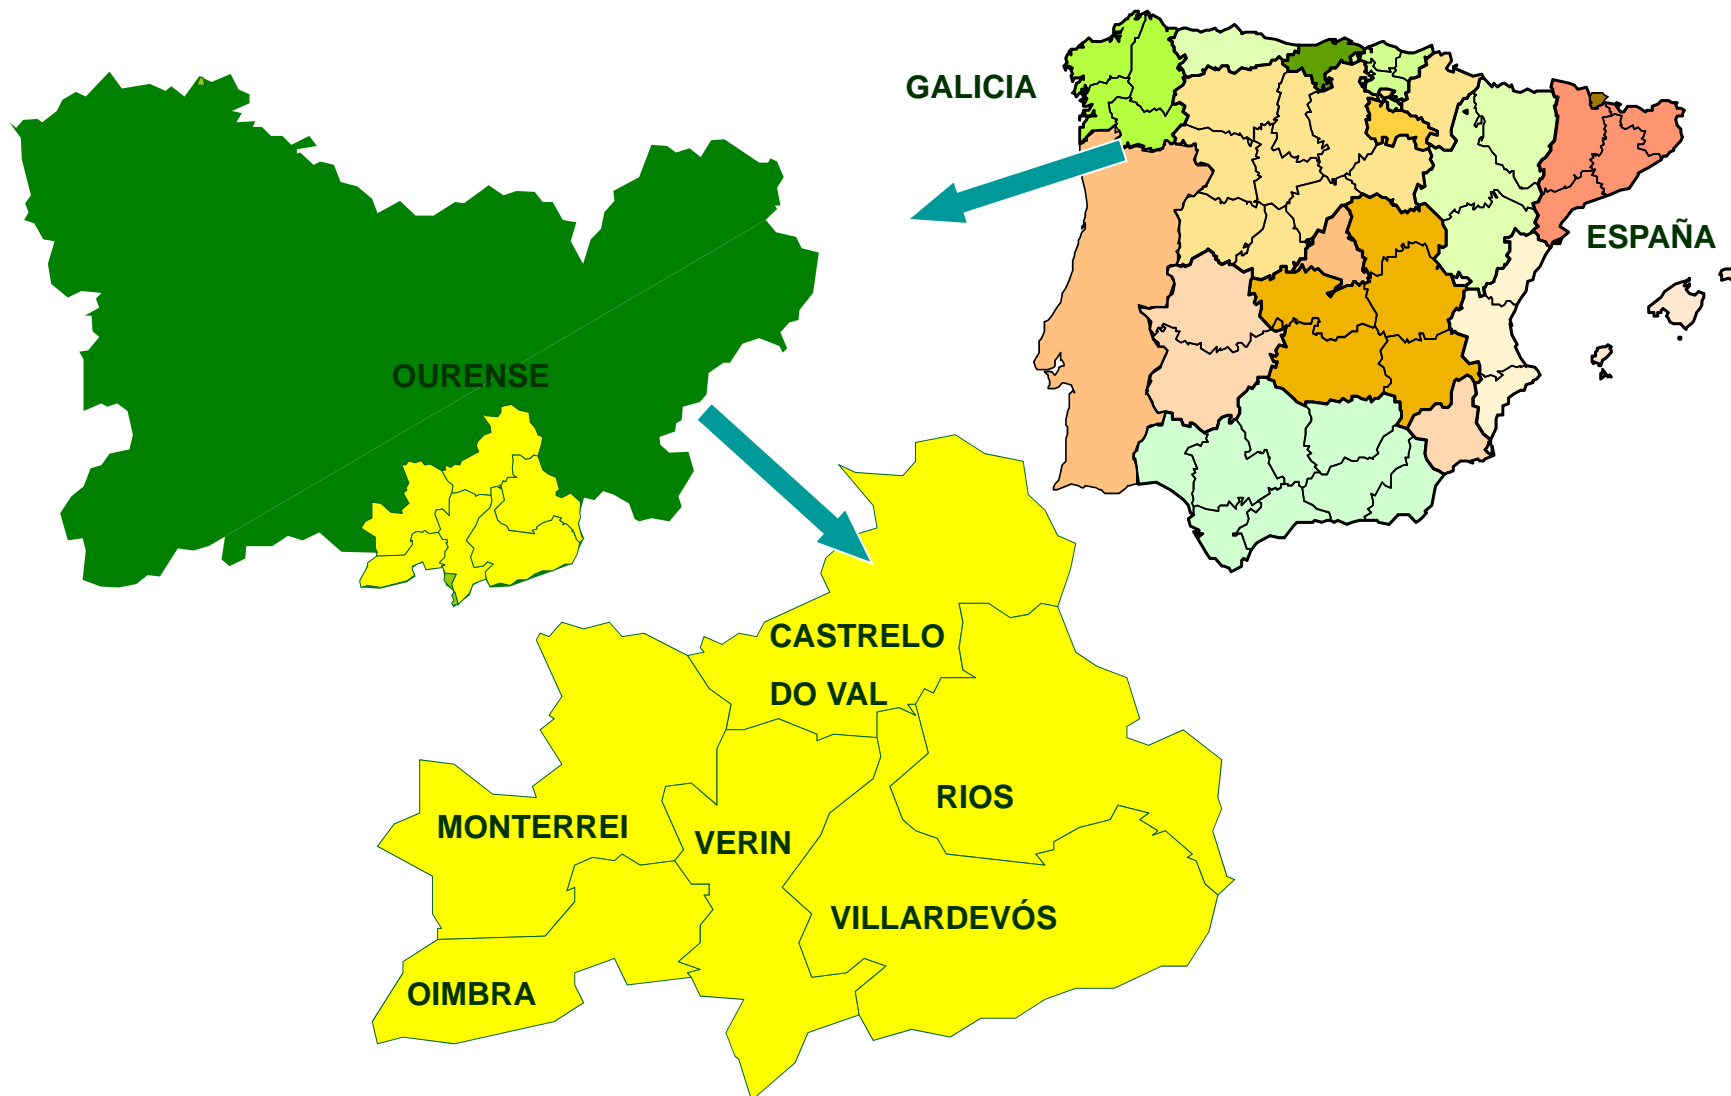 GALICIA
ESPAÑA
OURENSE
CASTRELO
DO VAL
RIOS
MONTERREI
VERIN
VILLARDEVÓS
OIMBRA